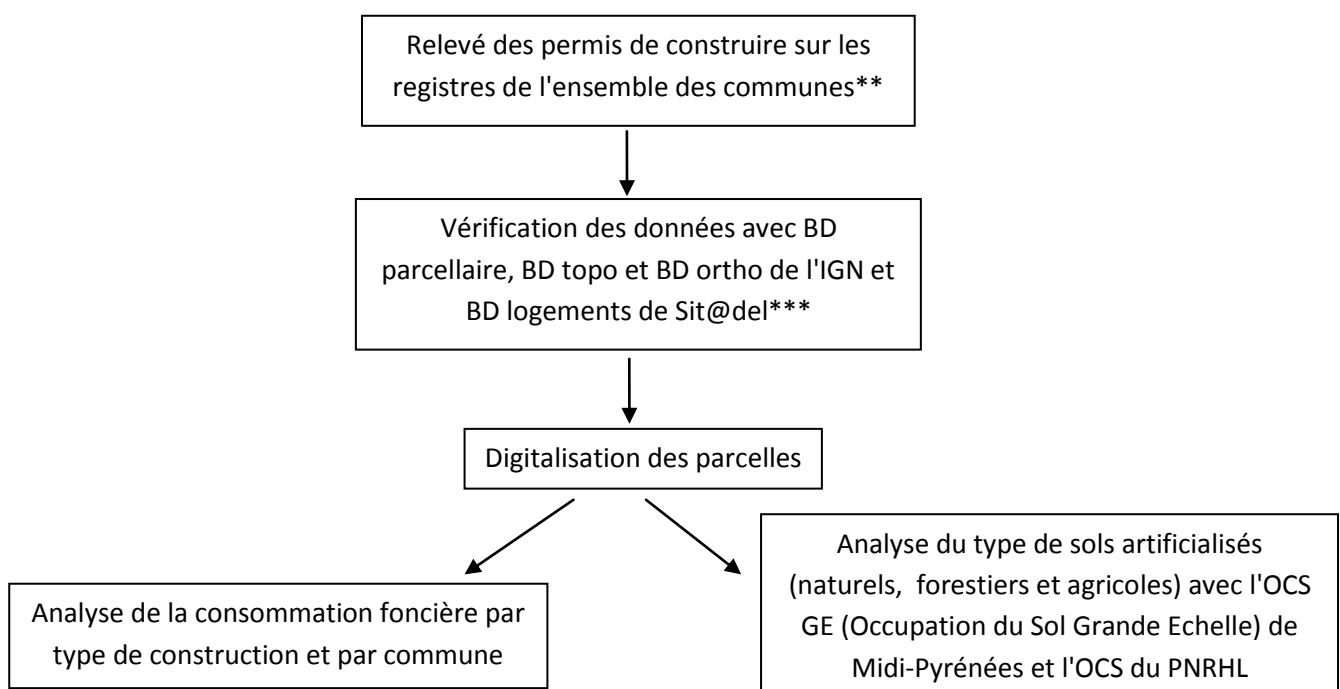 Relevé des permis de construire sur les
registres de l'ensemble des communes**
Vérification des données avec BD
parcellaire, BD topo et BD ortho de l'IGN et
BD logements de Sit@del***
Digitalisation des parcelles
Analyse de la consommation foncière par
type de construction et par commune
Analyse du type de sols artificialisés
(naturels, forestiers et agricoles) avec l'OCS
GE (Occupation du Sol Grande Echelle) de
Midi-Pyrénées et l'OCS du PNRHL